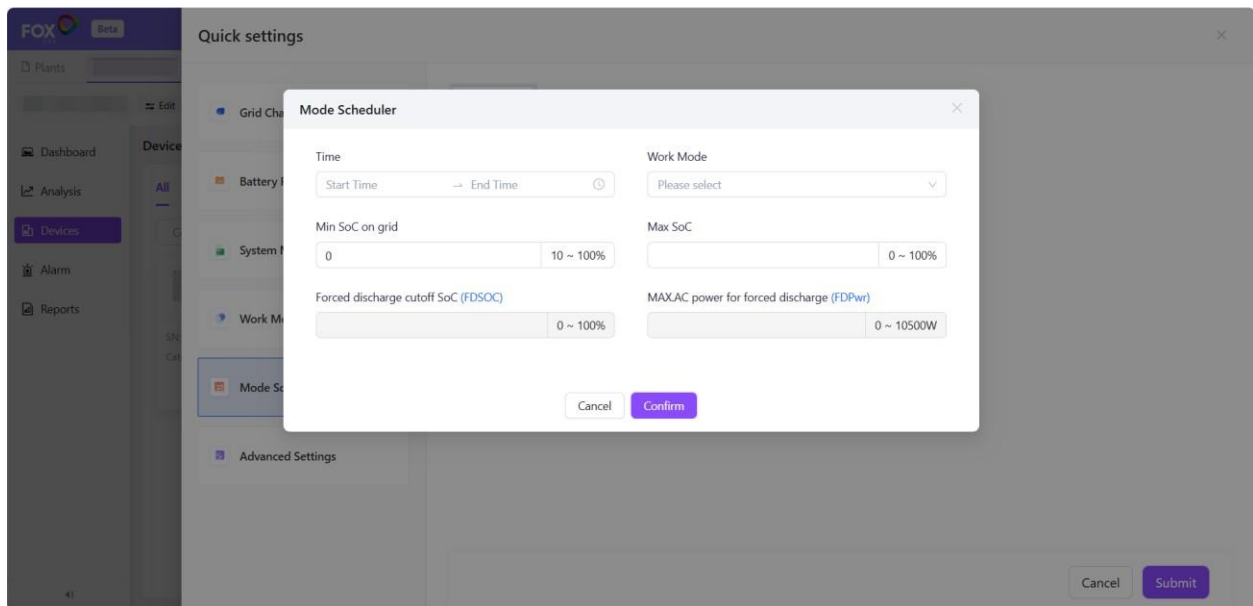 FOX
Beta
Quick settings
Plants
Edit
Grid Cha
Mode Scheduler
Dashboard
Device
Time
Work Mode
Analysis
All
Battery
Start Time → End Time
Please select
Devices
Min SoC on grid
Max SoC
System
0
10 ~ 100%
0 ~ 100%
Alarm
Forced discharge cutoff SoC (FDSOC)
MAX.AC power for forced discharge (FDPwr)
Reports
Work Mo
0 ~ 100%
0 ~ 10500W
SN:
Cat
Mode Sc
Cancel
Confirm
Advanced Settings
Cancel
Submit